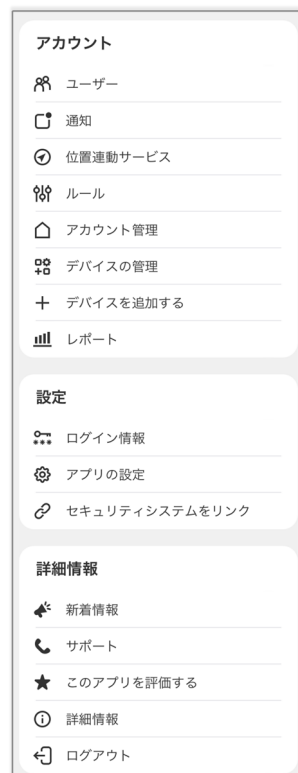 アカウント
ユーザー
通知
位置連動サービス
ルール
アカウント管理
デバイスの管理
デバイスを追加する
レポート
設定
ログイン情報
アプリの設定
セキュリティシステムをリンク
詳細情報
新着情報
サポート
このアプリを評価する
詳細情報
ログアウト